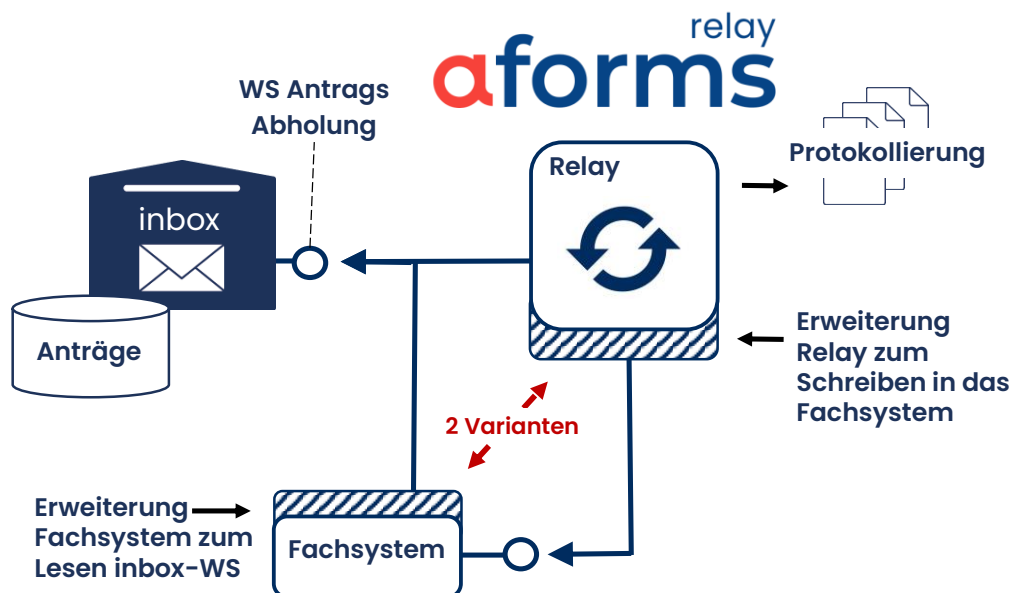 relay
aforms
WS Antrags
Abholung
Protokollierung
Relay
inbox
Anträge
Erweiterung
Relay zum
Schreiben in das
Fachsystem
2 Varianten
Erweiterung
Fachsystem zum
Lesen inbox-WS
Fachsystem